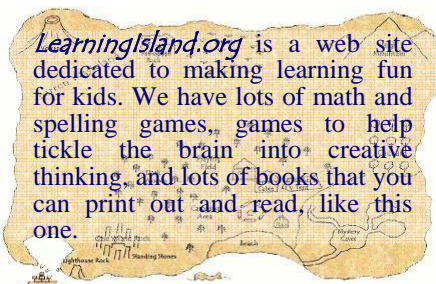 LearningIsland.org is a web site
dedicated to making learning fun
for kids. We have lots of math and
spelling games, games to help
tickle the brain into creative
thinking, and lots of books that you
can print out and read, like this
one.
Beach
Mystery
Caves
Lighthouse Rock
Standing Stones